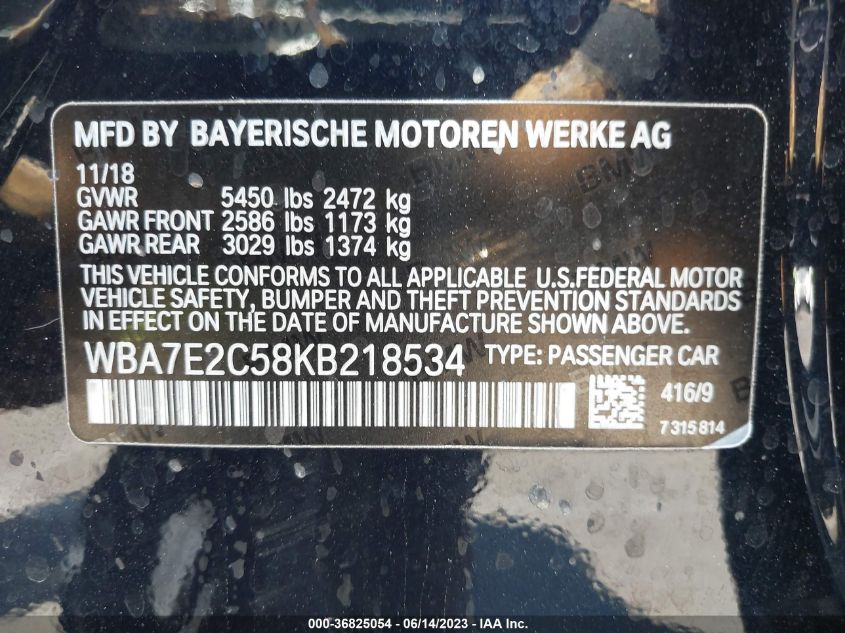 MFD BY BAYERISCHE MOTOREN WERKE AG
11/18
GVWR 5450 lbs 2472 kg
GAWR FRONT 2586 lbs 1173 kg
GAWR REAR 3029 lbs 1374 kg
THIS VEHICLE CONFORMS TO ALL APPLICABLE U.S.FEDERAL MOTOR
VEHICLE SAFETY, BUMPER AND THEFT PREVENTION STANDARDS
IN EFFECT ON THE DATE OF MANUFACTURE SHOWN ABOVE.
WBA7E2C58KB218534 TYPE: PASSENGER CAR
416/9
7315814
000-36825054 - 06/14/2023 - IAA Inc.